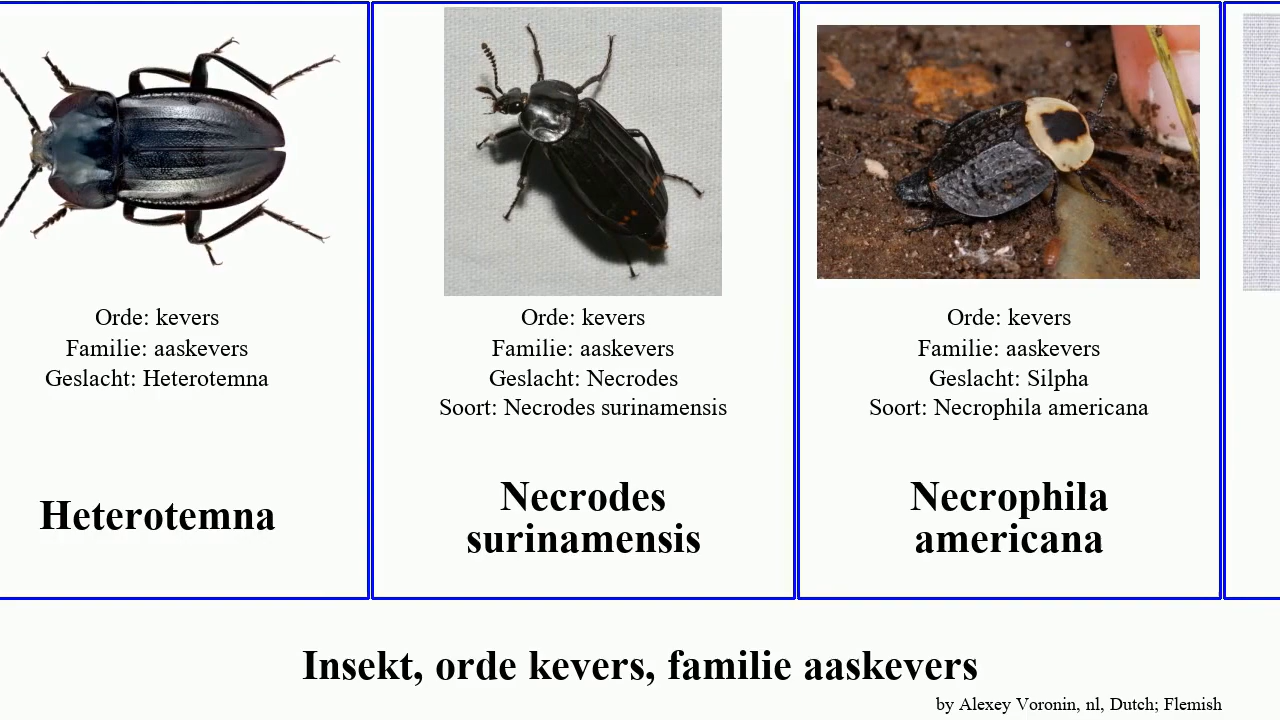 Orde: kevers
Familie: aaskevers
Geslacht: Heterotemna
Heterotemna
Orde: kevers
Familie: aaskevers
Geslacht: Necrodes
Soort: Necrodes surinamensis
Necrodes
surinamensis
Orde: kevers
Familie: aaskevers
Geslacht: Silpha
Soort: Necrophila americana
Necrophila
americana
Insekt, orde kevers, familie aaskevers
by Alexey Voronin, nl, Dutch; Flemish